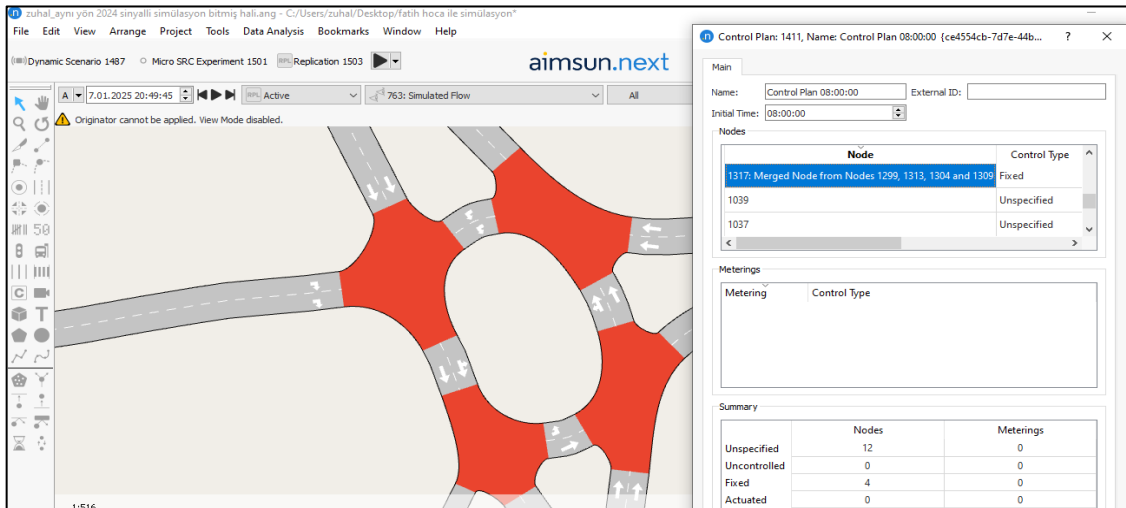 zuhal_aynı yön 2024 sinyalli simülasyon bitmiş hali.ang - C:/Users/zuhal/Desktop/fatih hoca ile simülasyon*
File Edit View Arrange Project Tools Data Analysis Bookmarks Window Help
Dynamic Scenario 1487 Micro SRC Experiment 1501 RPL Replication 1503
aimsun.next
A 7.01.2025 20:49:45 RPL Active 763: Simulated Flow All
Originator cannot be applied. View Mode disabled.
50
C
T
1:516
.n Control Plan: 1411, Name: Control Plan 08:00:00 {ce4554cb-7d7e-44b... ? ×
Main
Name: Control Plan 08:00:00 External ID:
Initial Time: 08:00:00
Nodes
Node Control Type
1317: Merged Node from Nodes 1299, 1313, 1304 and 1309 Fixed
1039 Unspecified
1037 Unspecified
Meterings
Metering Control Type
Summary
Nodes Meterings
Unspecified 12 0
Uncontrolled 0 0
Fixed 4 0
Actuated 0 0